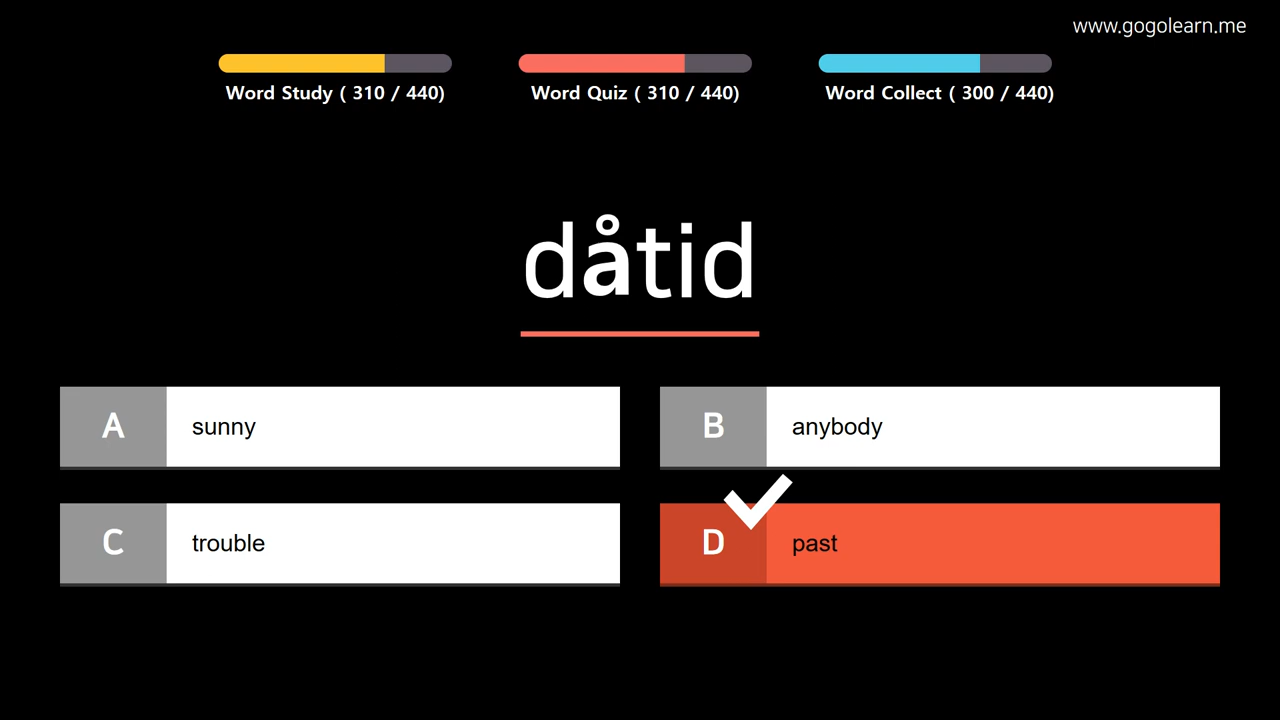 www.gogolearn.me
Word Study ( 310 / 440)
Word Quiz ( 310 / 440)
Word Collect ( 300 / 440)
dåtid
A sunny
B anybody
C trouble
D past